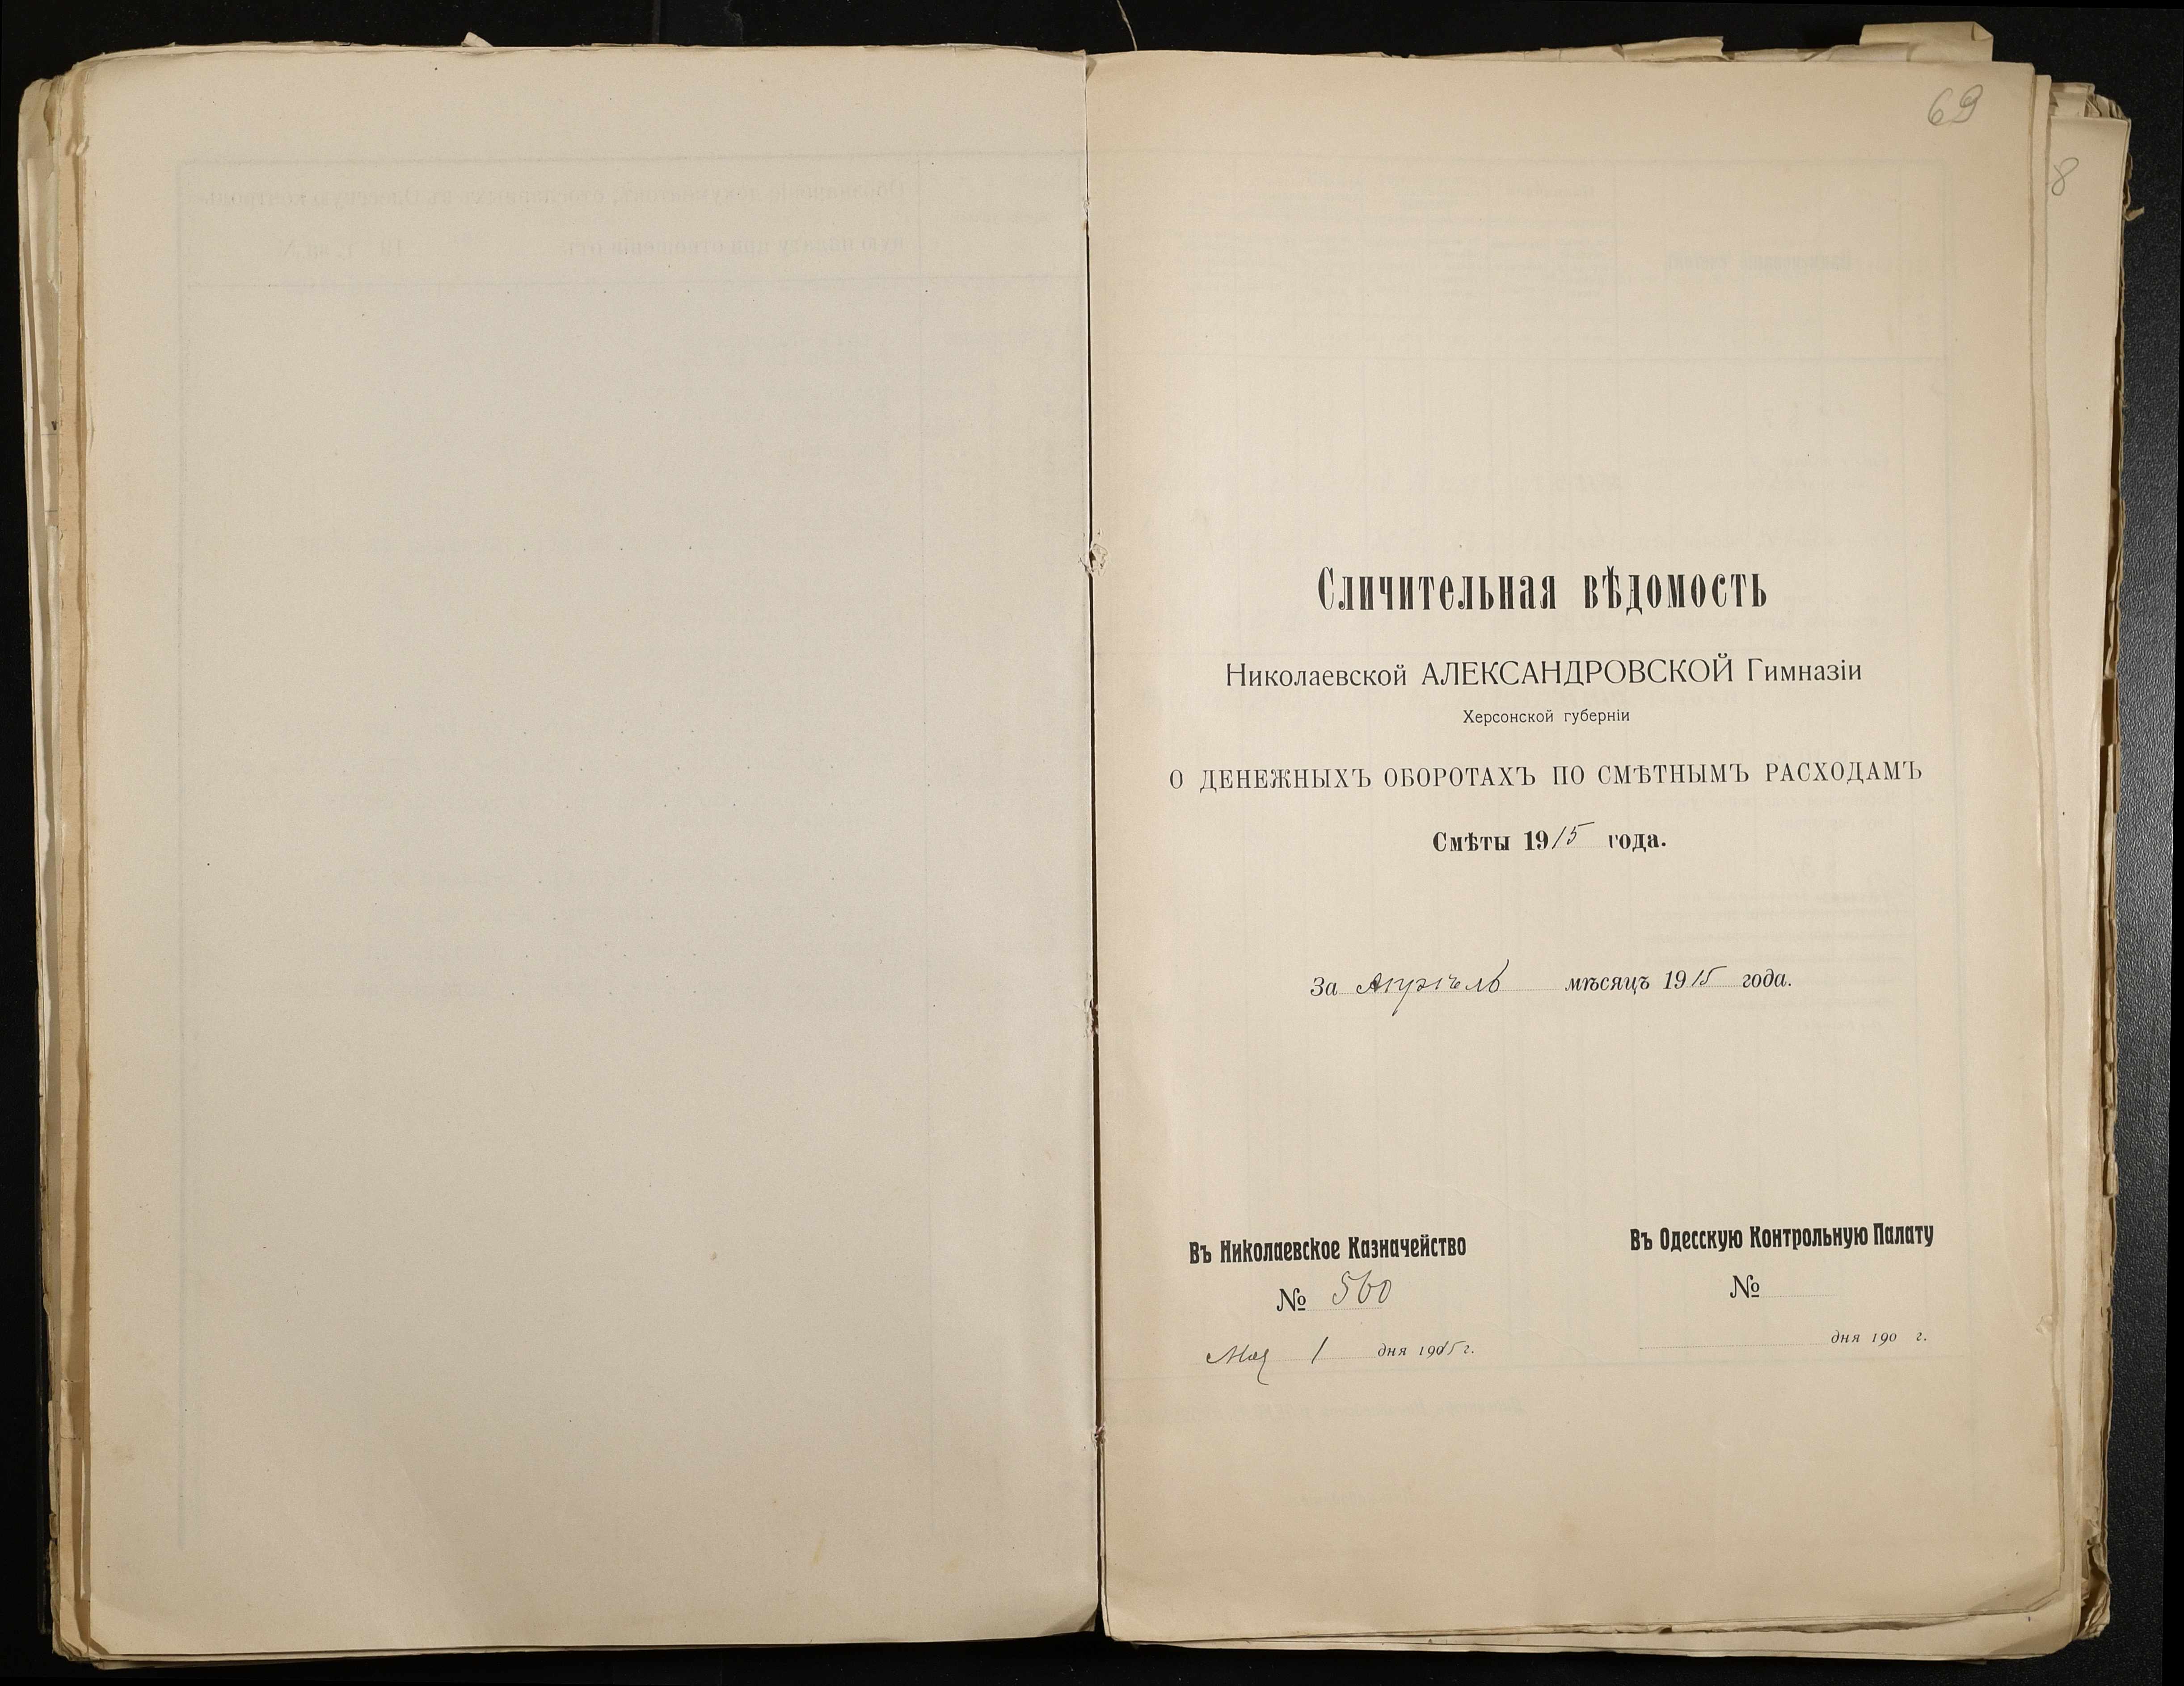 69
8
Сличительная вѣдомость
Николаевской АЛЕКСАНДРОВСКОЙ Гимназіи
Херсонской губерніи
О ДЕНЕЖНЫХЪ ОБОРОТАХЪ ПО СМѢТНЫМЪ РАСХОДАМЪ
Смѣты 1915 года.
За Апрѣль мѣсяцъ 1915 года.
Въ Николаевское Казначейство
№ 560
Мая 1 дня 1915 г.
Въ Одесскую Контрольную Палату
№
дня 190 г.